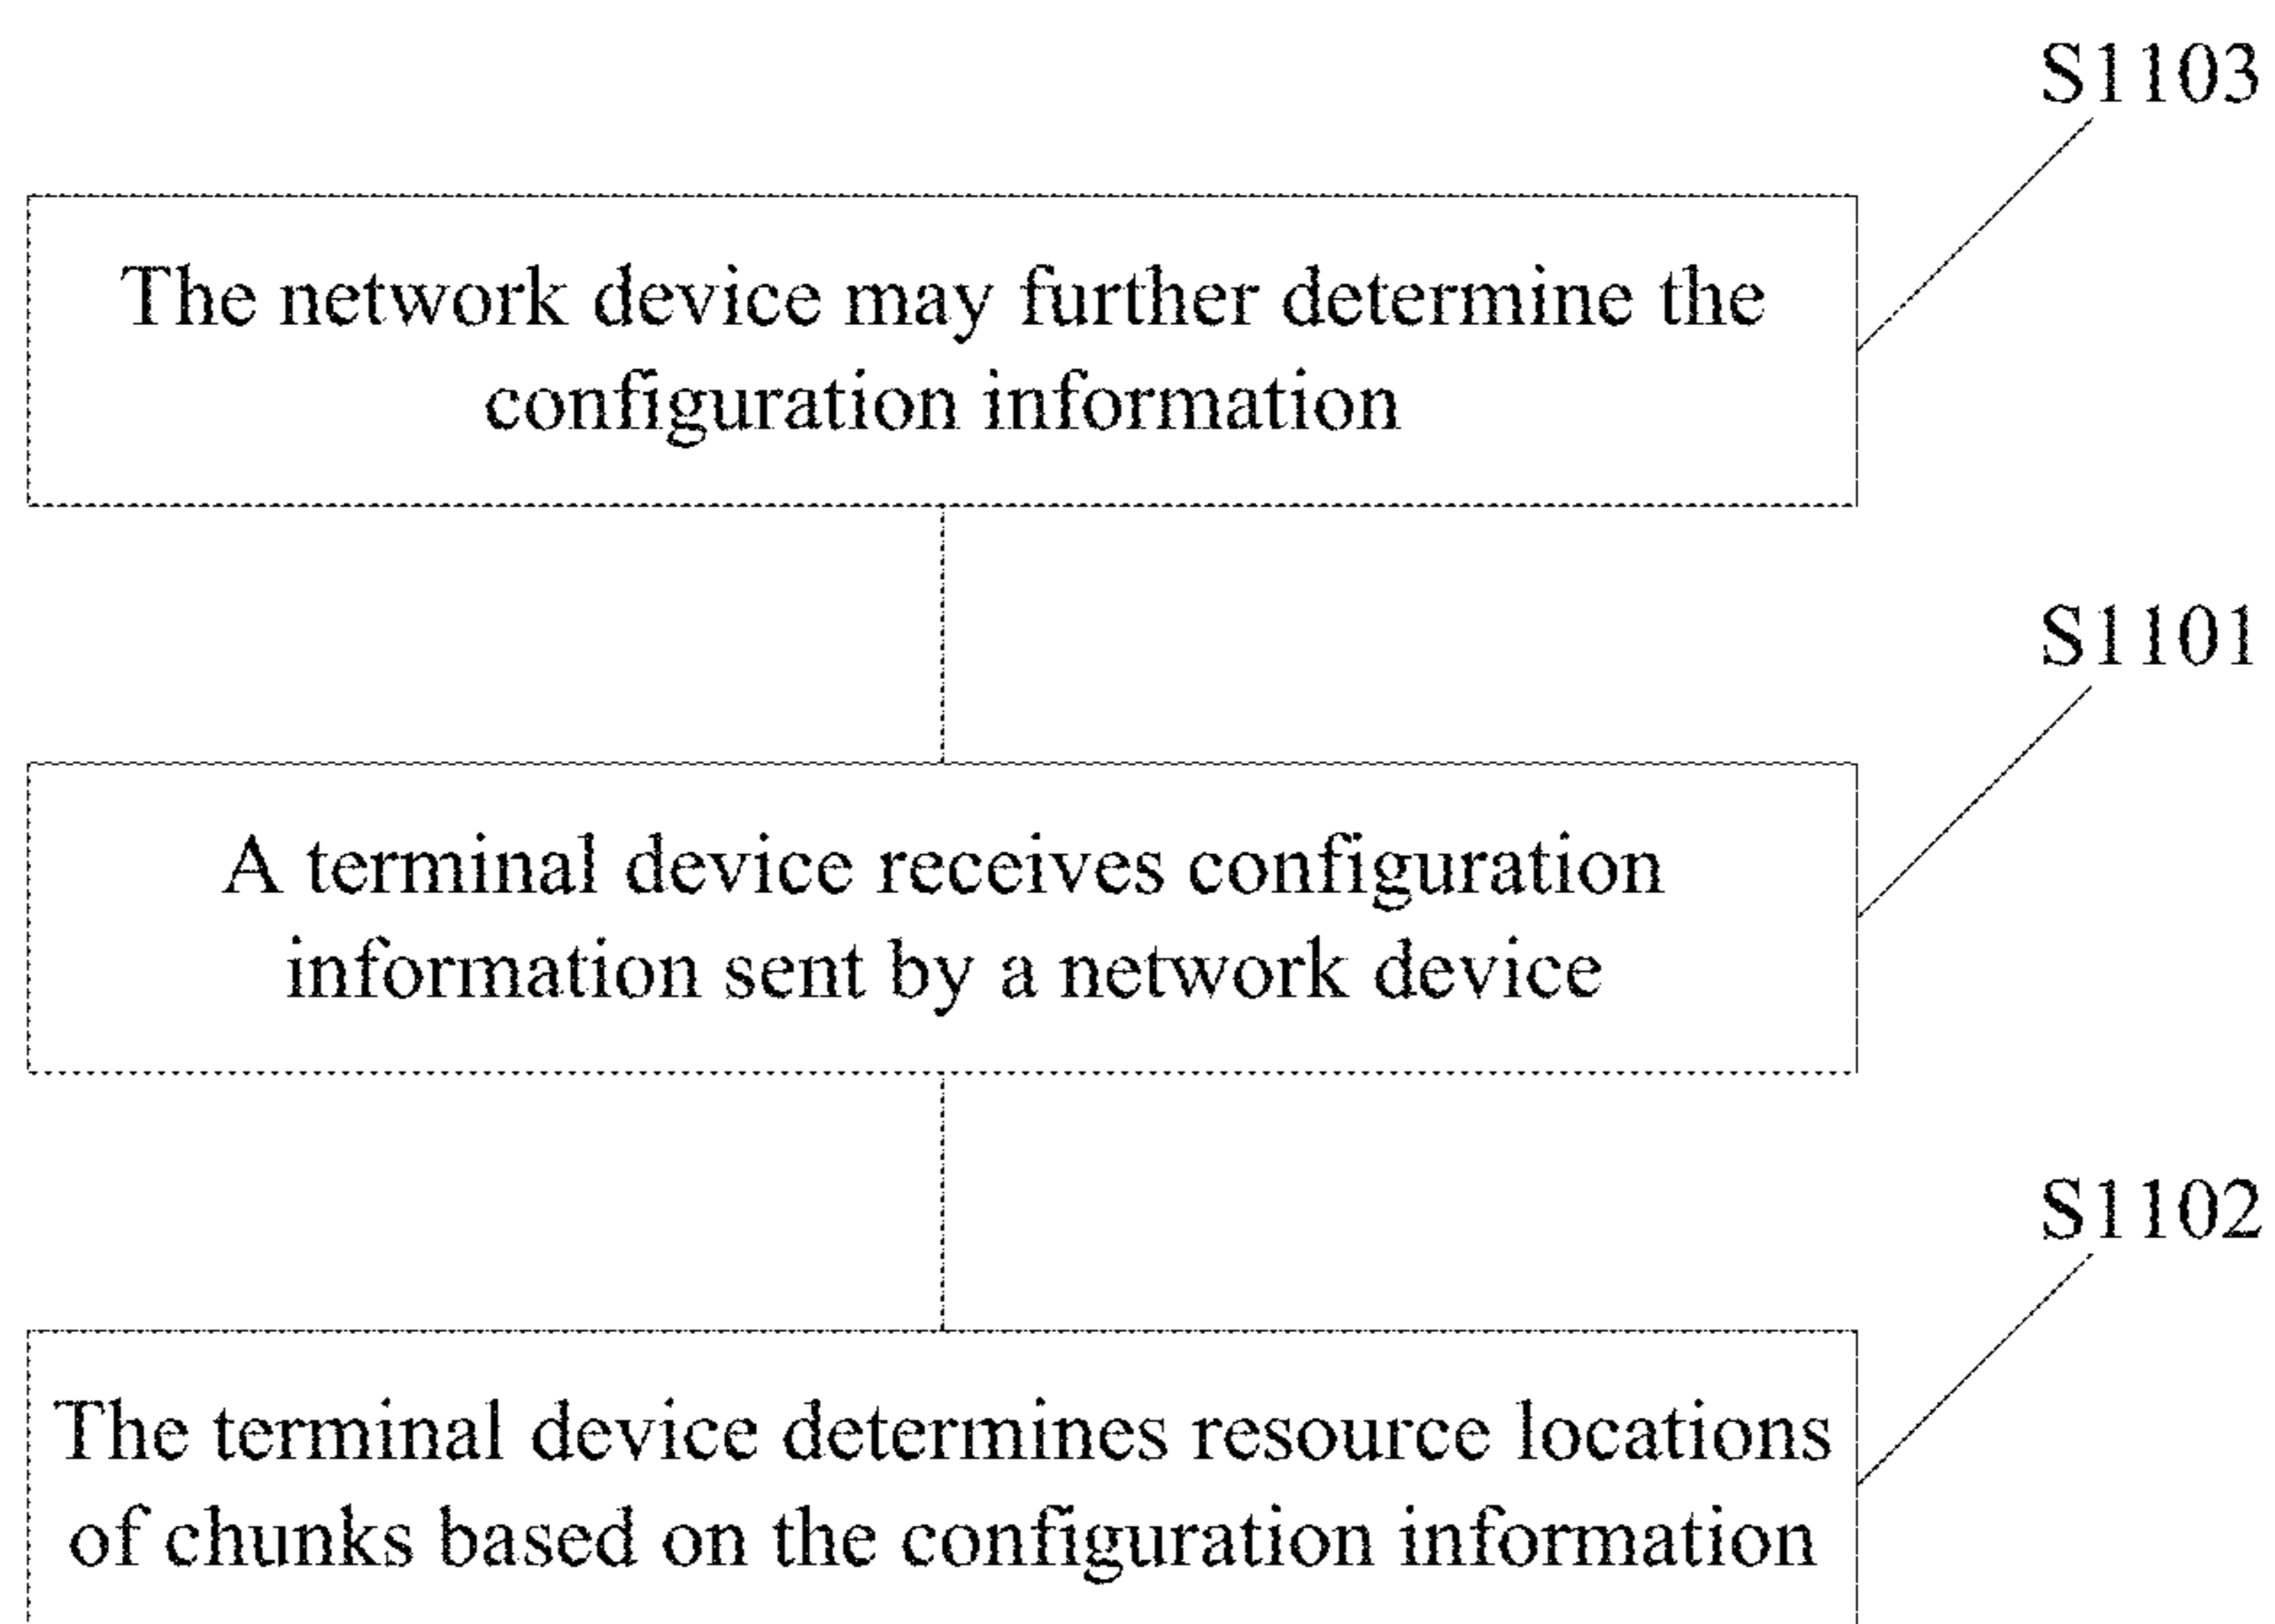 S1103
The network device may further determine the
configuration information
S1101
A terminal device receives configuration
information sent by a network device
S1102
The terminal device determines resource locations
of chunks based on the configuration information